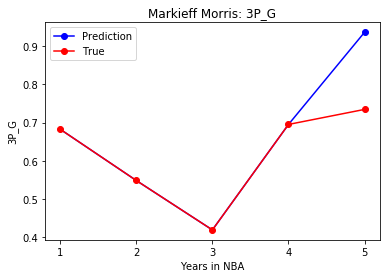 Markieff Morris: 3P_G
Prediction
True
3P_G
0.9
0.8
0.7
0.6
0.5
0.4
1 2 3 4 5
Years in NBA